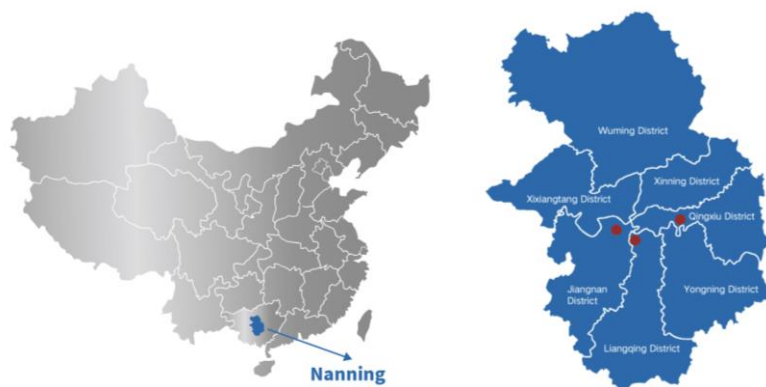 Nanning
Wuming District
Xinning District
Xixiangtang District
Qingxiu District
Jiangnan
District
Yongning District
Liangqing District